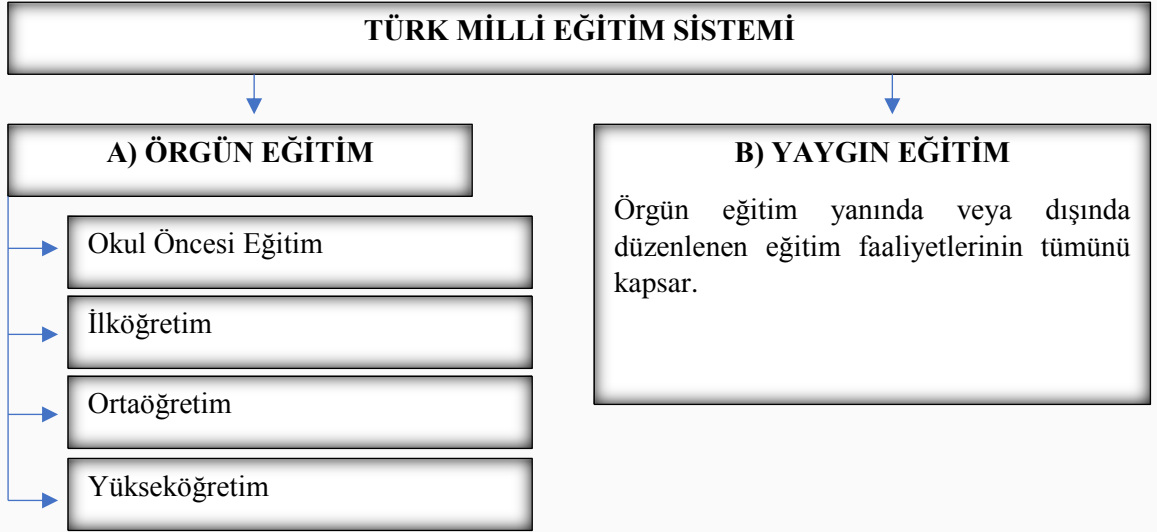 TÜRK MİLLİ EĞİTİM SİSTEMİ
A) ÖRGÜN EĞİTİM
Okul Öncesi Eğitim
İlköğretim
Ortaöğretim
Yükseköğretim
B) YAYGIN EĞİTİM
Örgün eğitim yanında veya dışında
düzenlenen eğitim faaliyetlerinin tümünü
kapsar.